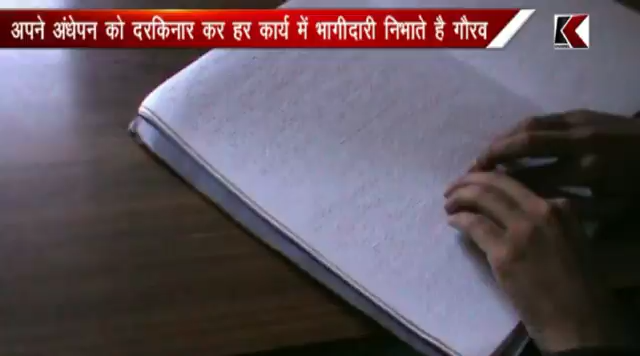 अपने अंधेपन को दरकिनार कर हर कार्य में भागीदारी निभाते है गौरव
K